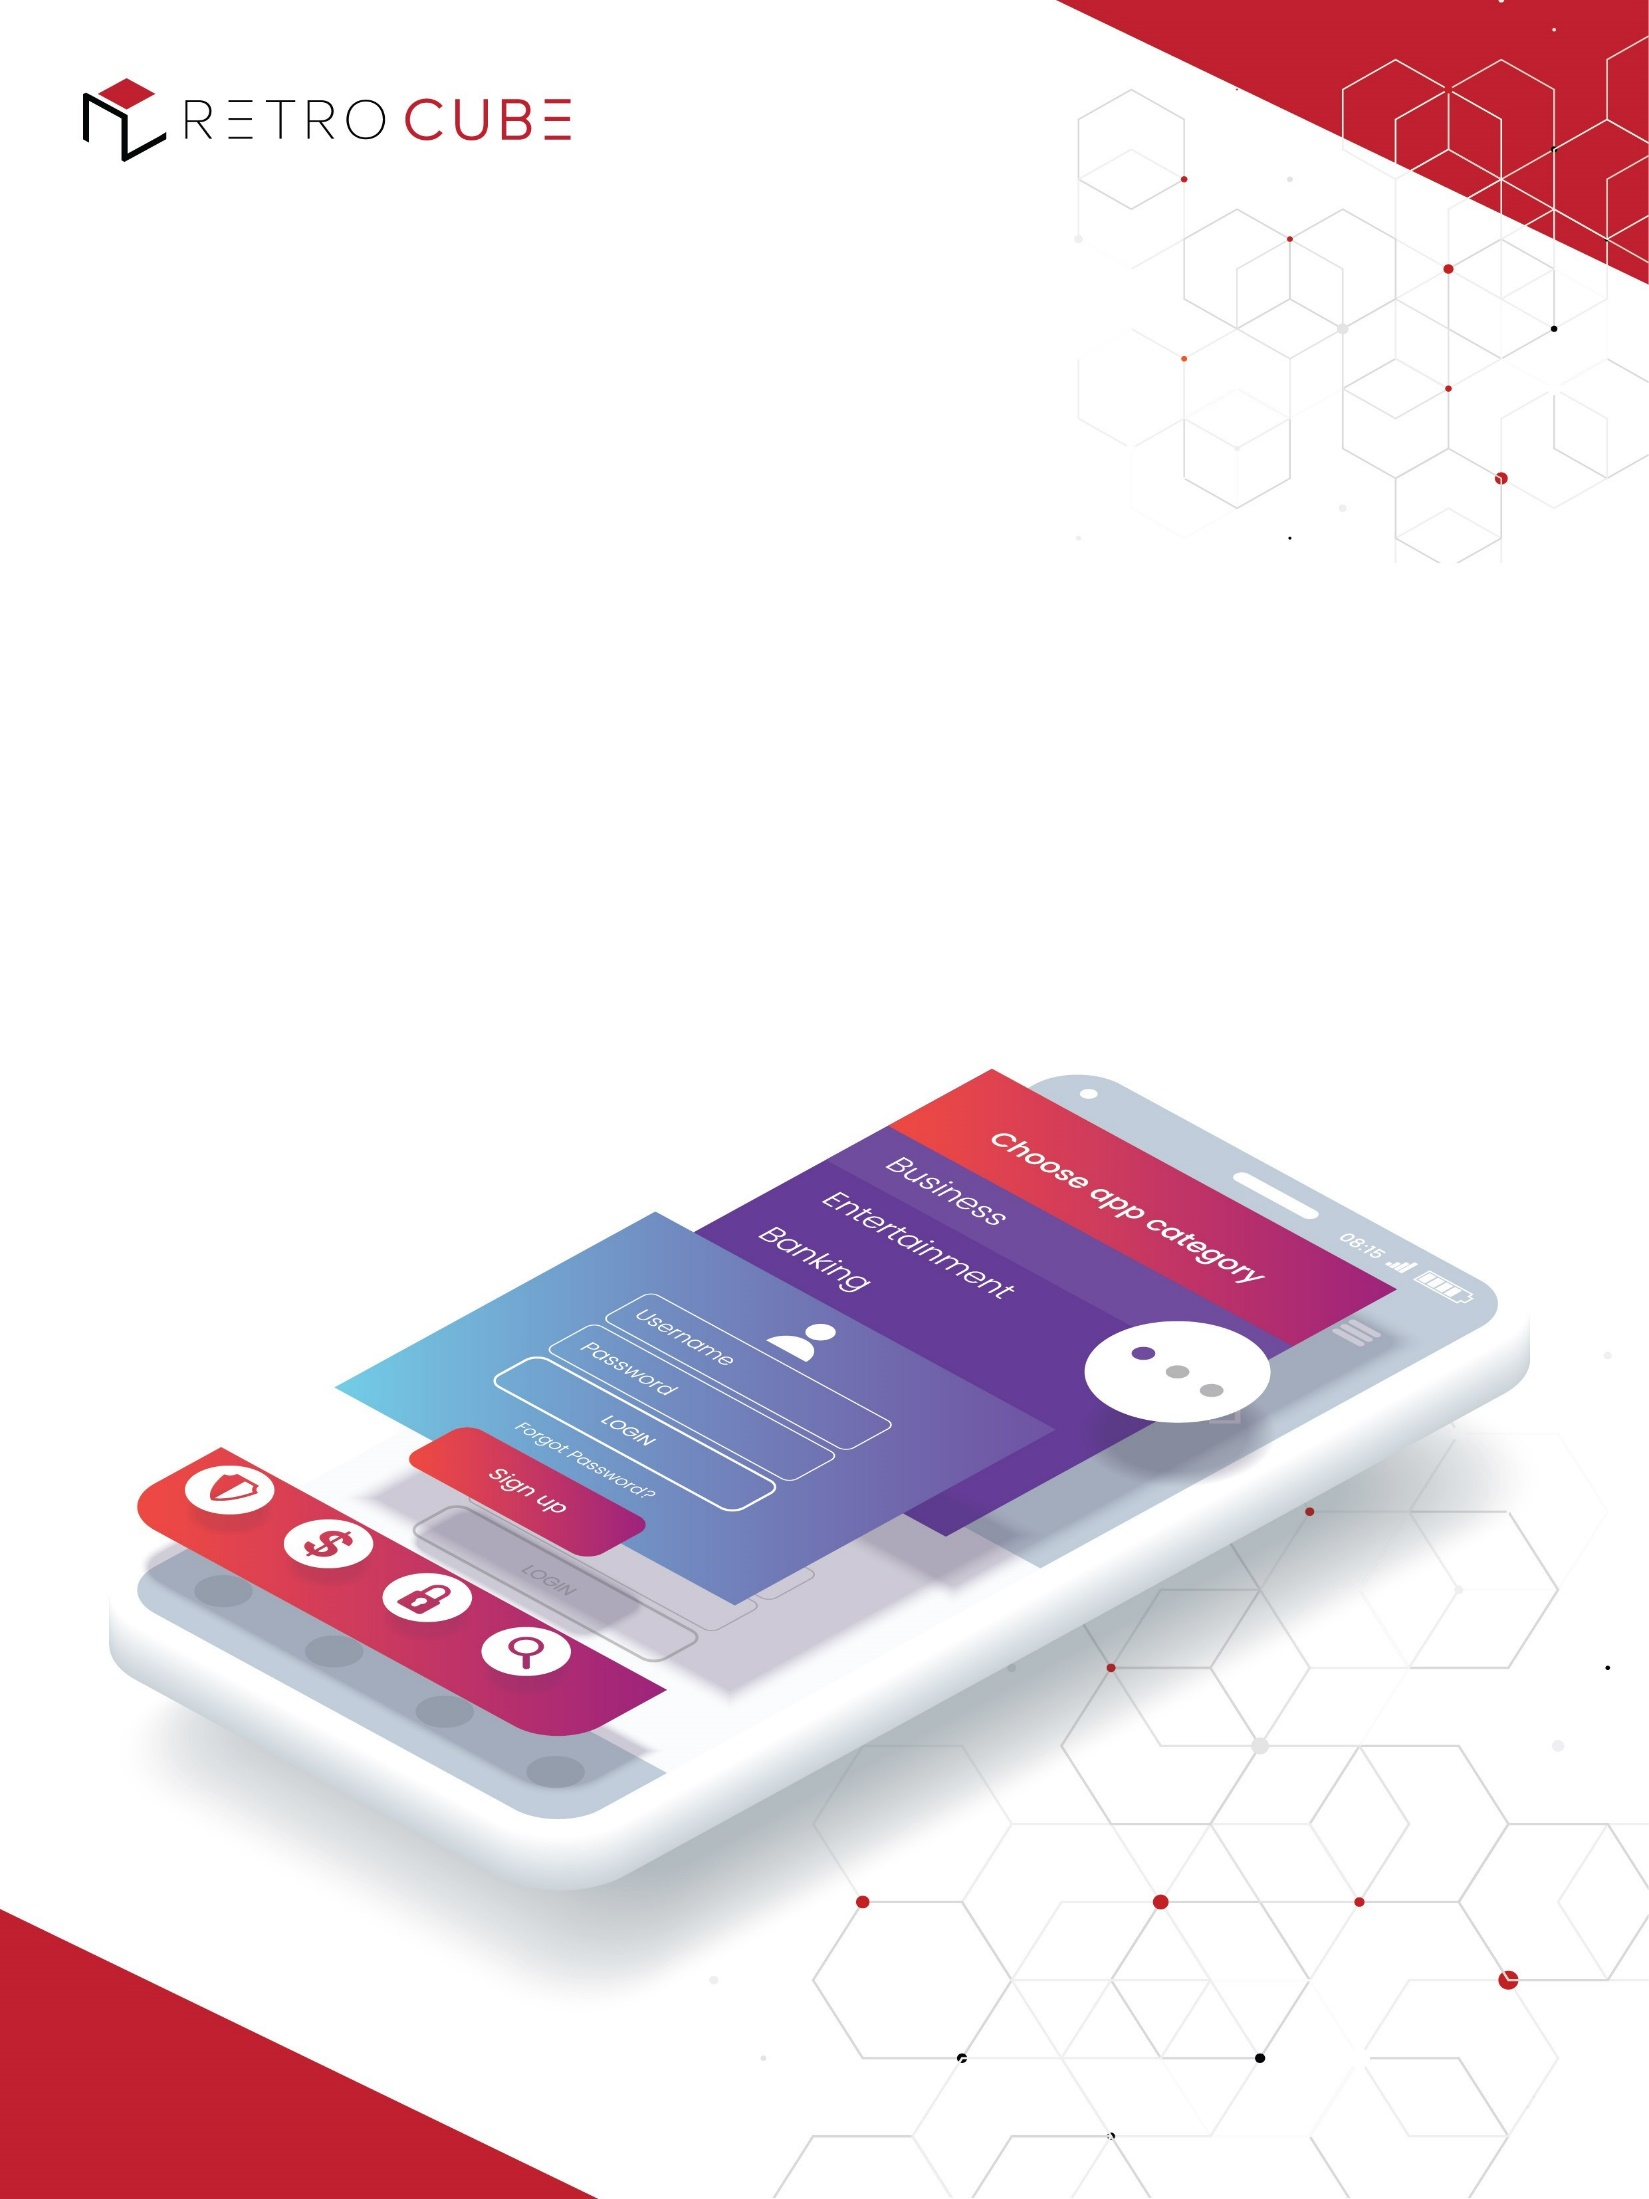 RETRO CUBE
08:15
Choose app category
Business
Entertainment
Banking
Username
Password
LOGIN
Forgot Password?
Sign up
LOGIN
$